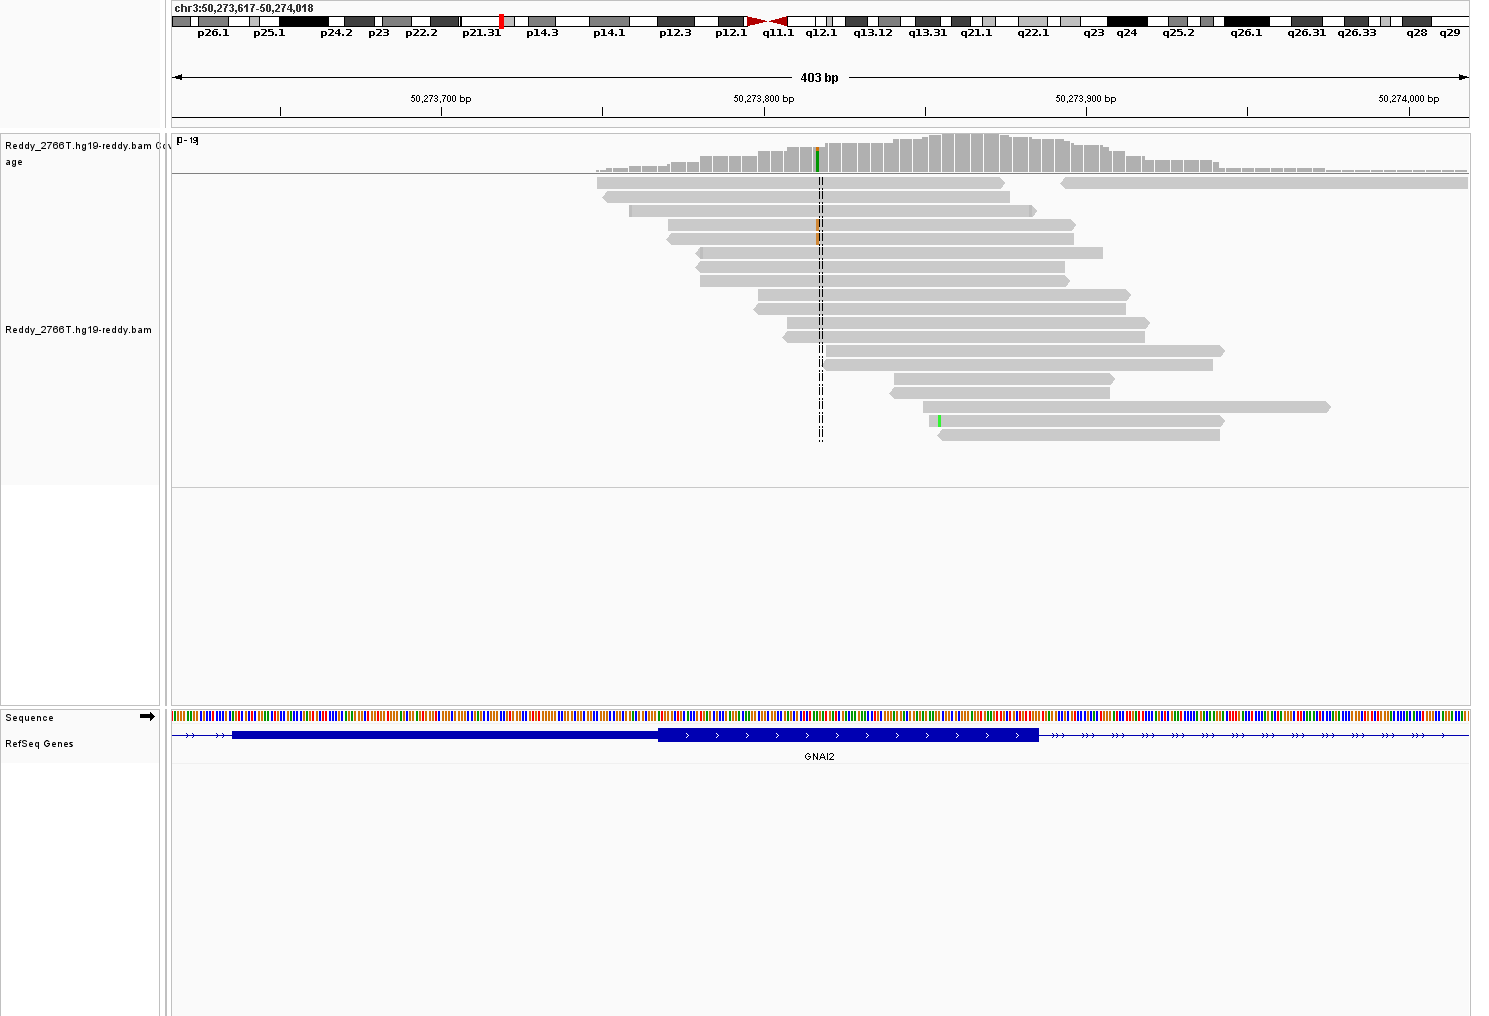 chr3:50,273,617-50,274,018
p26.1 p25.1 p24.2 p23 p22.2 p21.31 p14.3 p14.1 p12.3 p12.1 q11.1 q12.1 q13.12 q13.31 q21.1 q22.1 q23 q24 q25.2 q26.1 q26.31 q26.33 q28 q29
403 bp
50,273,700 bp 50,273,800 bp 50,273,900 bp 50,274,000 bp
Reddy_2766T.hg19-reddy.bam Cov
age
[0 - 19]
Reddy_2766T.hg19-reddy.bam
Sequence
RefSeq Genes
GNAI2